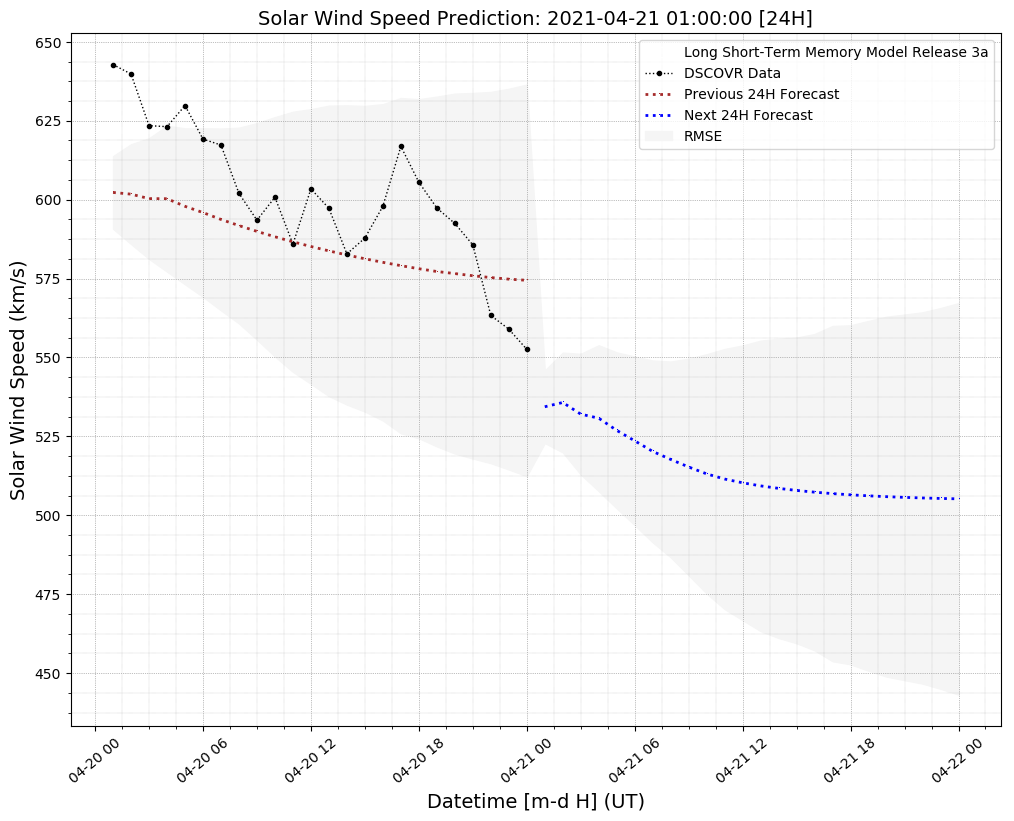 Solar Wind Speed Prediction: 2021-04-21 01:00:00 [24H]
Long Short-Term Memory Model Release 3a
DSCOVR Data
Previous 24H Forecast
Next 24H Forecast
RMSE
Solar Wind Speed (km/s)
650
625
600
575
550
525
500
475
450
04-20 00
04-20 06
04-20 12
04-20 18
04-21 00
04-21 06
04-21 12
04-21 18
04-22 00
Datetime [m-d H] (UT)